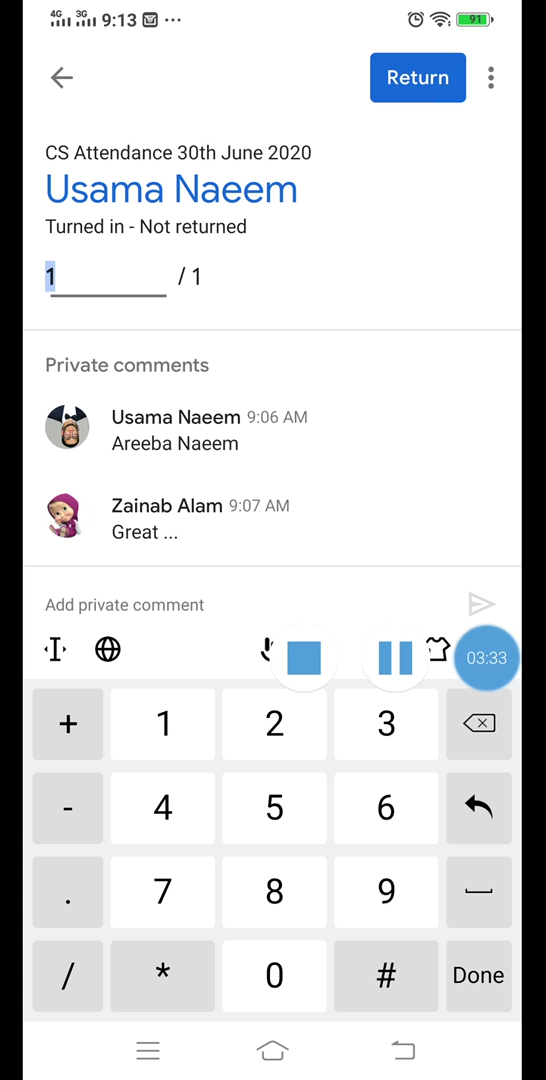 4G 3G 9:13 ... 91
Return
CS Attendance 30th June 2020
Usama Naeem
Turned in - Not returned
1 / 1
Private comments
Usama Naeem 9:06 AM
Areeba Naeem
Zainab Alam 9:07 AM
Great ...
Add private comment
03:33
+ 1 2 3
- 4 5 6
. 7 8 9
/ * 0 # Done